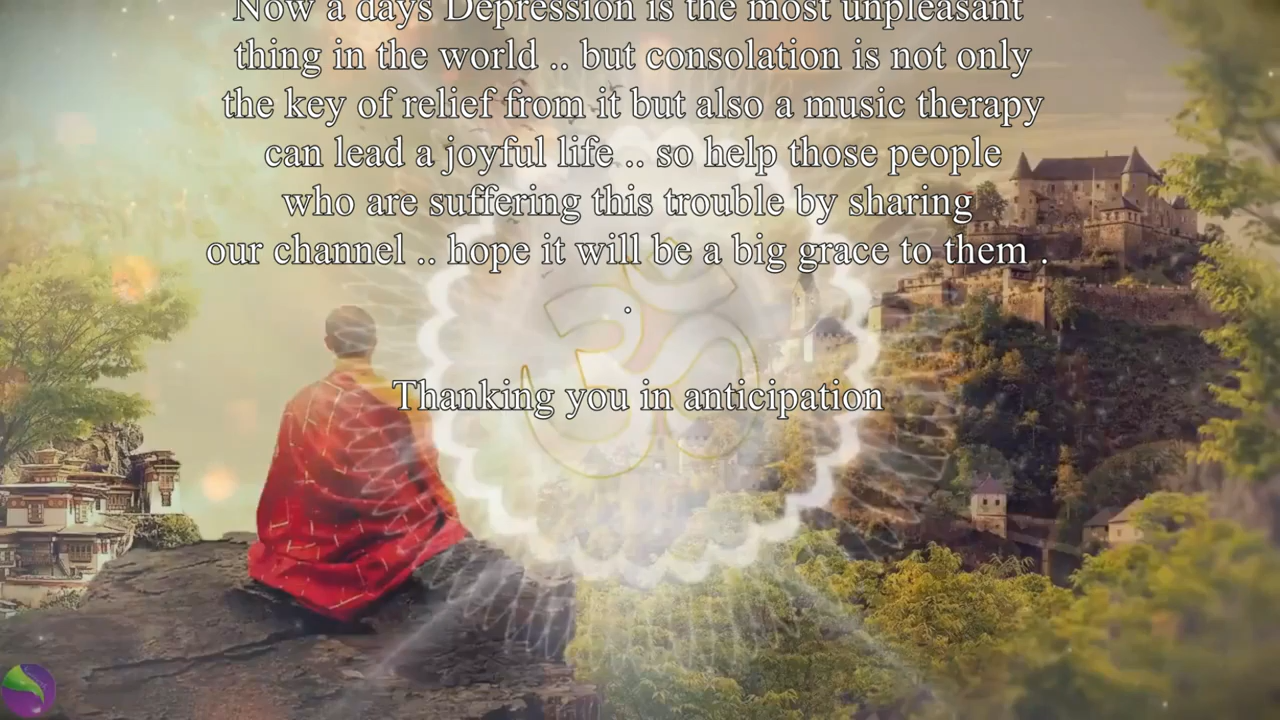 Now a days Depression is the most unpleasant
thing in the world .. but consolation is not only
the key of relief from it but also a music therapy
can lead a joyful life .. so help those people
who are suffering this trouble by sharing
our channel .. hope it will be a big grace to them .
.
ॐ
Thanking you in anticipation